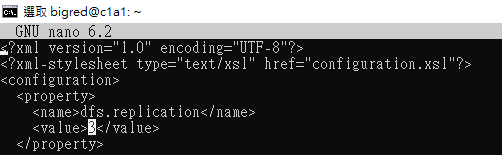 選取 bigred@c1a1: ~
GNU nano 6.2
<?xml version="1.0" encoding="UTF-8"?>
<?xml-stylesheet type="text/xsl" href="configuration.xsl"?>
<configuration>
<property>
<name>dfs.replication</name>
<value>3</value>
</property>